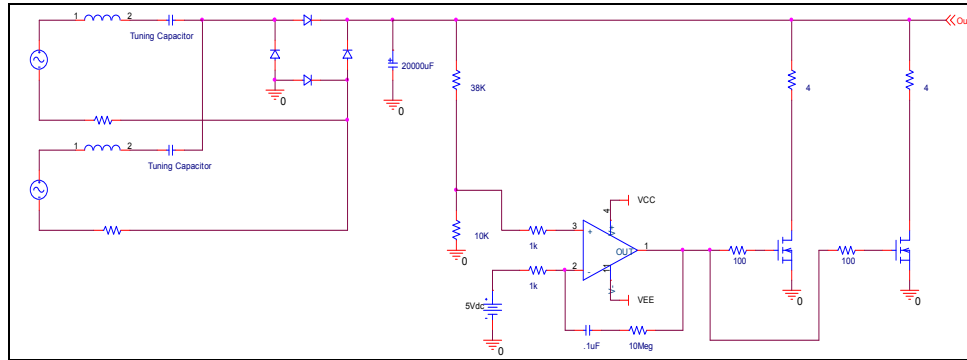 1 2
Tuning Capacitor
1 2
Tuning Capacitor
0
20000uF
0
38K
10K
0
1k
1k
5Vdc
0
3
2
+
-
4
V+
VCC
OUT
1
11
V-
VEE
.1uF
10Meg
100
4
0
100
4
0